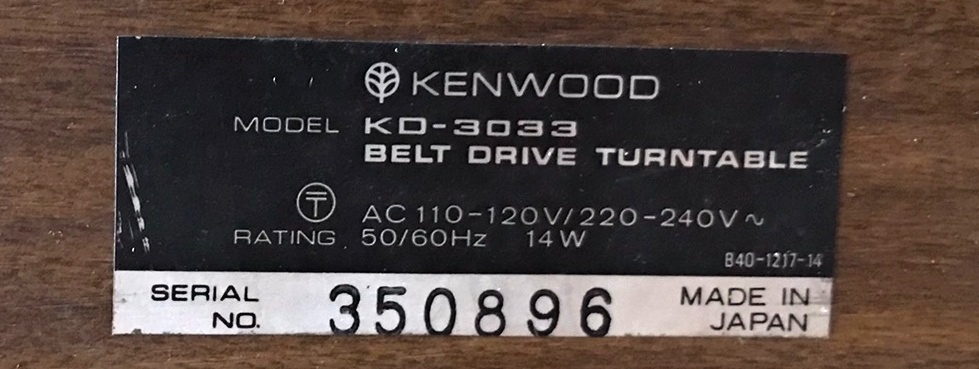 KENWOOD
MODEL KD-3033
BELT DRIVE TURNTABLE
T
RATING AC 110-120V/220-240V~
50/60Hz 14W
B40-1217-14
SERIAL NO. 350896
MADE IN JAPAN